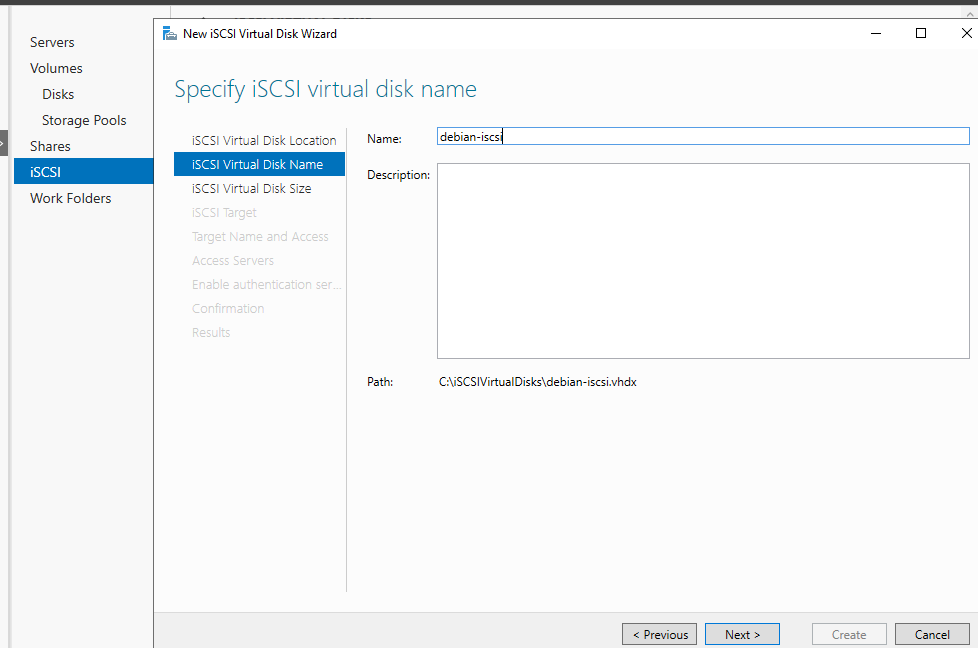 New iSCSI Virtual Disk Wizard
Servers
Volumes
Disks
Storage Pools
Shares
iSCSI
Work Folders
Specify iSCSI virtual disk name
iSCSI Virtual Disk Location
iSCSI Virtual Disk Name
iSCSI Virtual Disk Size
iSCSI Target
Target Name and Access
Access Servers
Enable authentication ser...
Confirmation
Results
Name:
debian-iscsi
Description:
Path:
C:\iSCSIVirtualDisks\debian-iscsi.vhdx
< Previous
Next >
Create
Cancel